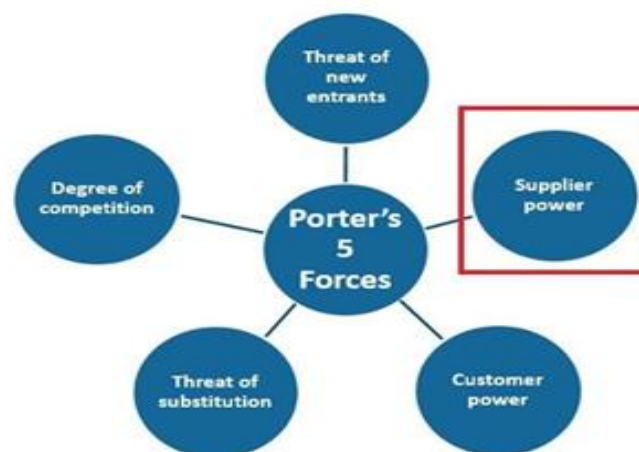 Threat of
new
entrants
Degree of
competition
Supplier
power
Porter's
5
Forces
Threat of
substitution
Customer
power